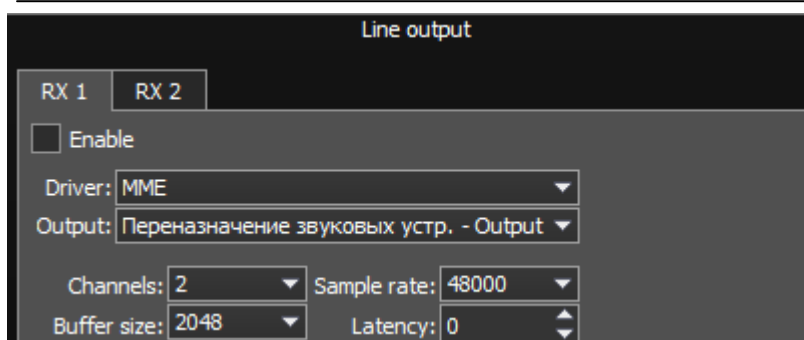 Line output
RX 1 RX 2
Enable
Driver: MME
Output: Переназначение звуковых устр. - Output
Channels: 2 Sample rate: 48000
Buffer size: 2048 Latency: 0